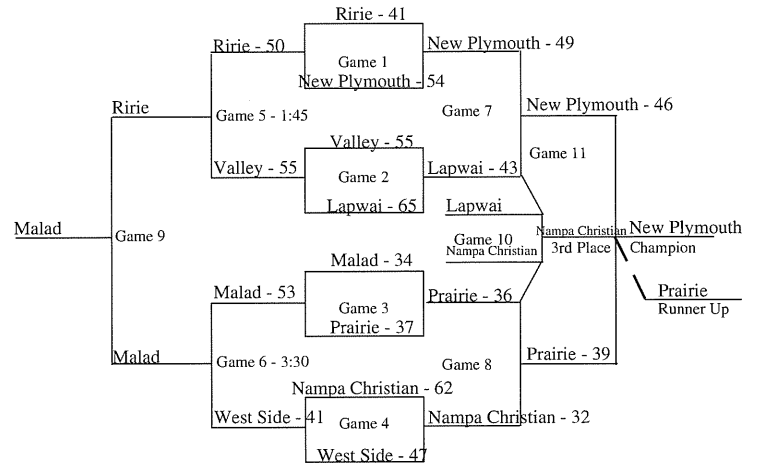 Ririe - 41
Ririe - 50
New Plymouth - 49
Game 1
New Plymouth - 54
Ririe
Game 5 - 1:45
Game 7
New Plymouth - 46
Valley - 55
Game 11
Valley - 55
Game 2
Lapwai - 43
Lapwai - 65
Lapwai
Malad
Game 9
Game 10
Nampa Christian
Nampa Christian
3rd Place
New Plymouth
Champion
Malad - 34
Malad - 53
Game 3
Prairie - 36
Prairie - 37
Prairie
Runner Up
Malad
Game 6 - 3:30
Game 8
Prairie - 39
Nampa Christian - 62
West Side - 41
Game 4
Nampa Christian - 32
West Side - 47